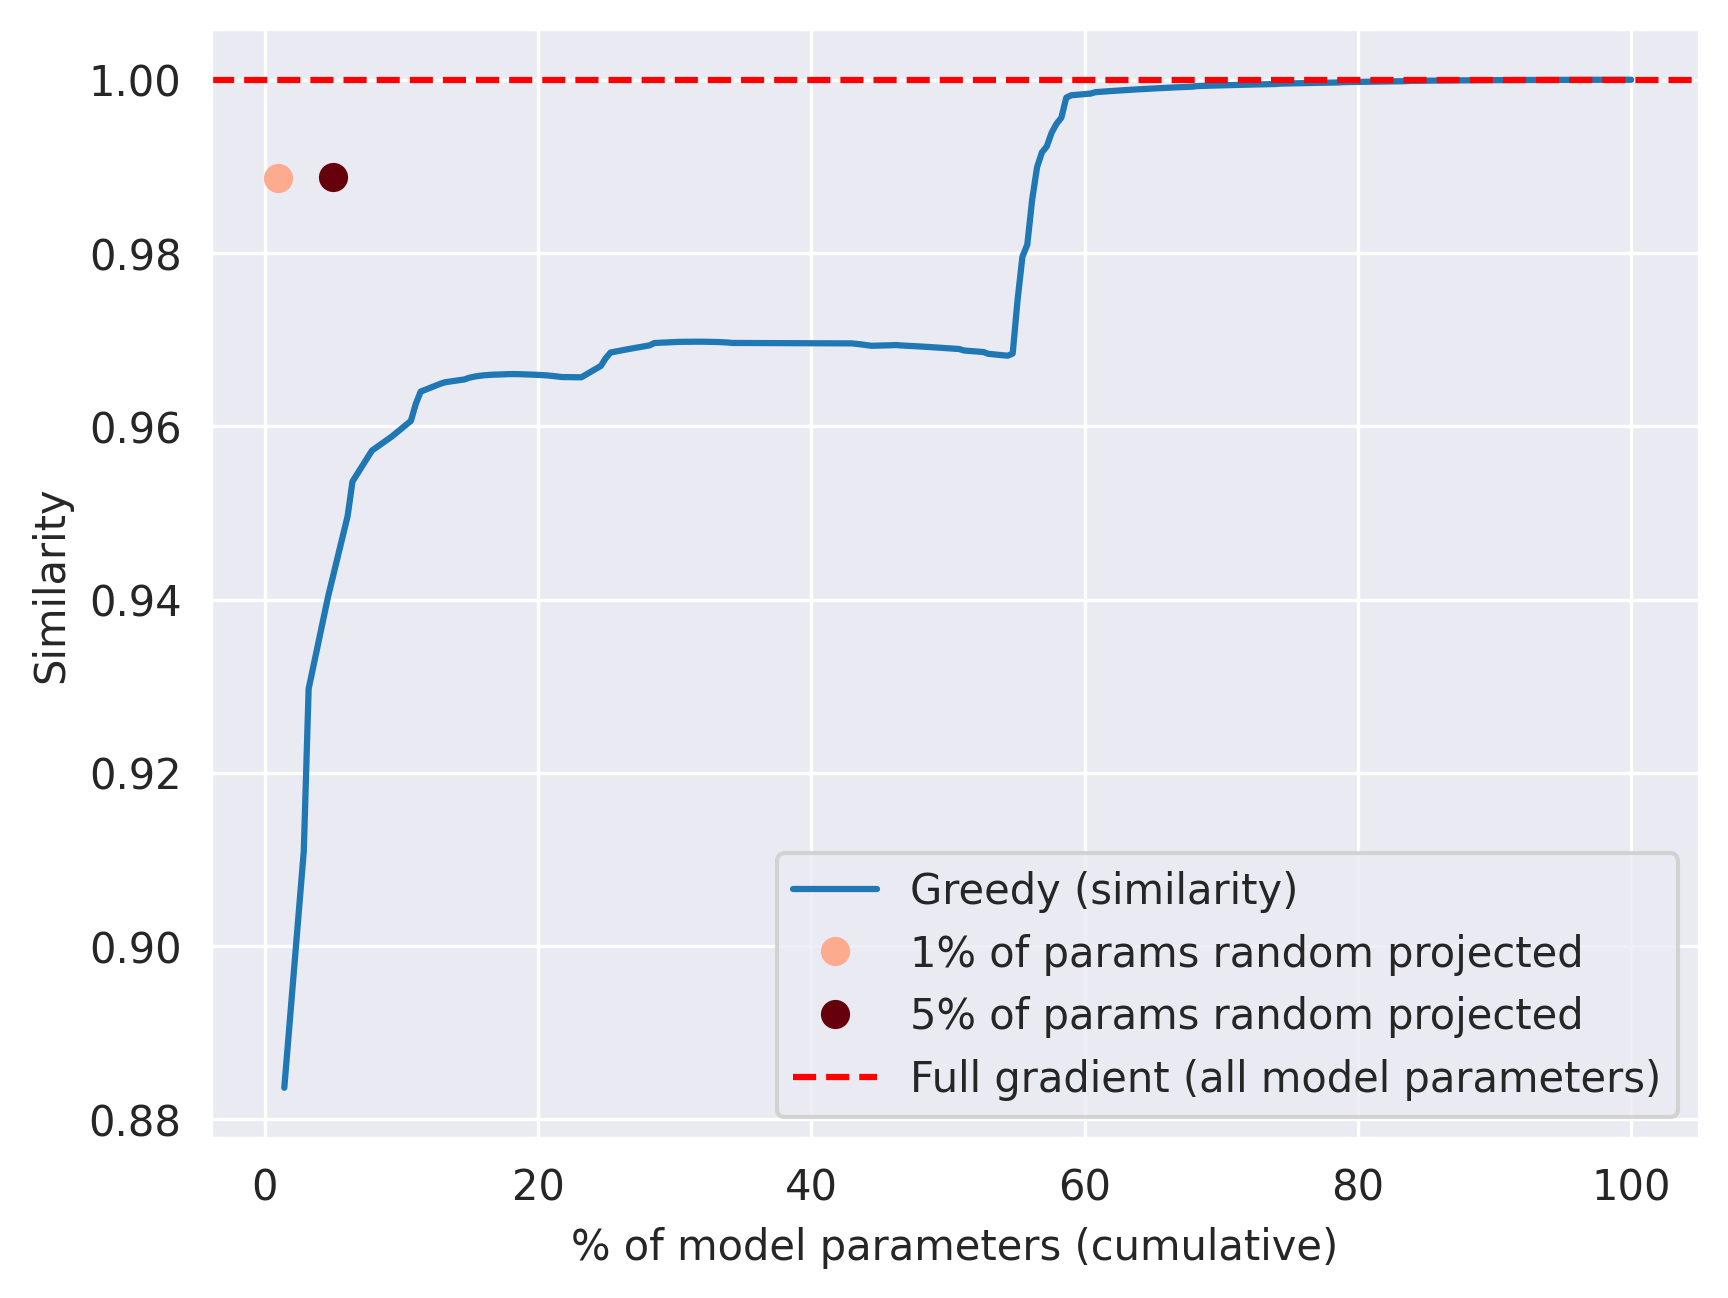 1.00
0.98
0.96
0.94
0.92
0.90
0.88
Similarity
Greedy (similarity)
1% of params random projected
5% of params random projected
Full gradient (all model parameters)
0 20 40 60 80 100
% of model parameters (cumulative)